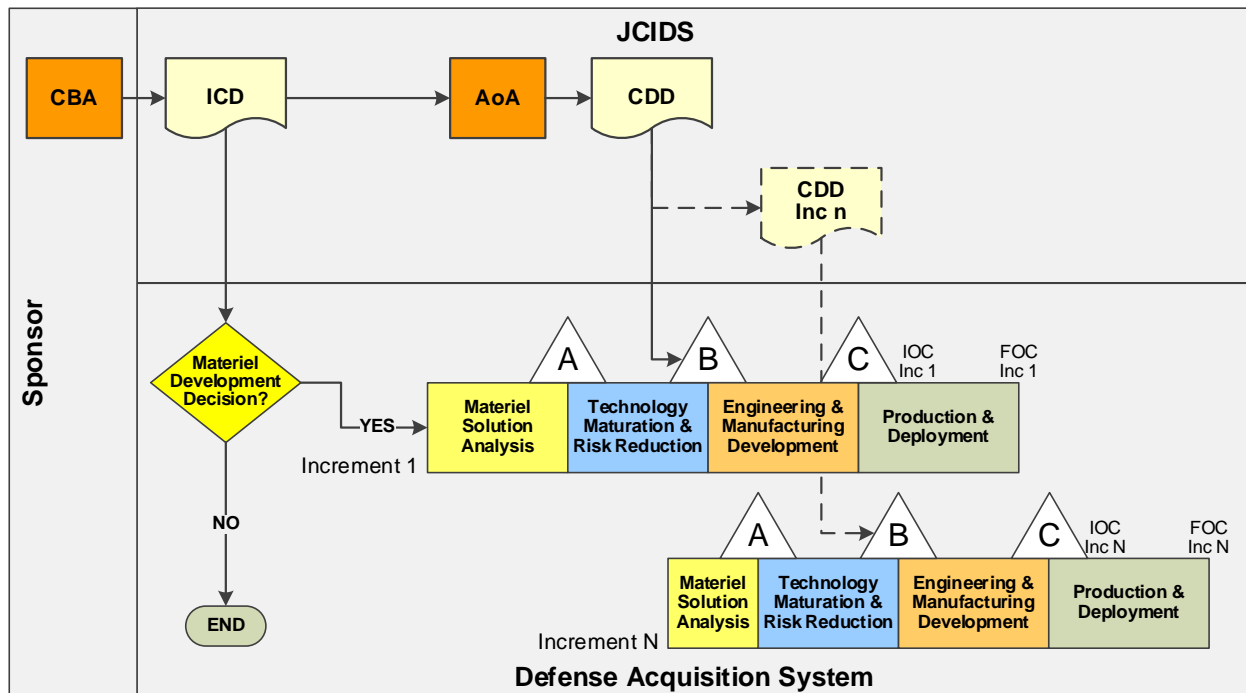 JCIDS
CBA
ICD
AoA
CDD
CDD
Inc n
Sponsor
Materiel
Development
Decision?
YES
NO
END
A
B
C
IOC
Inc 1
FOC
Inc 1
Materiel
Solution
Analysis
Technology
Maturation &
Risk Reduction
Engineering &
Manufacturing
Development
Production &
Deployment
Increment 1
A
B
C
IOC
Inc N
FOC
Inc N
Materiel
Solution
Analysis
Technology
Maturation &
Risk Reduction
Engineering &
Manufacturing
Development
Production &
Deployment
Increment N
Defense Acquisition System